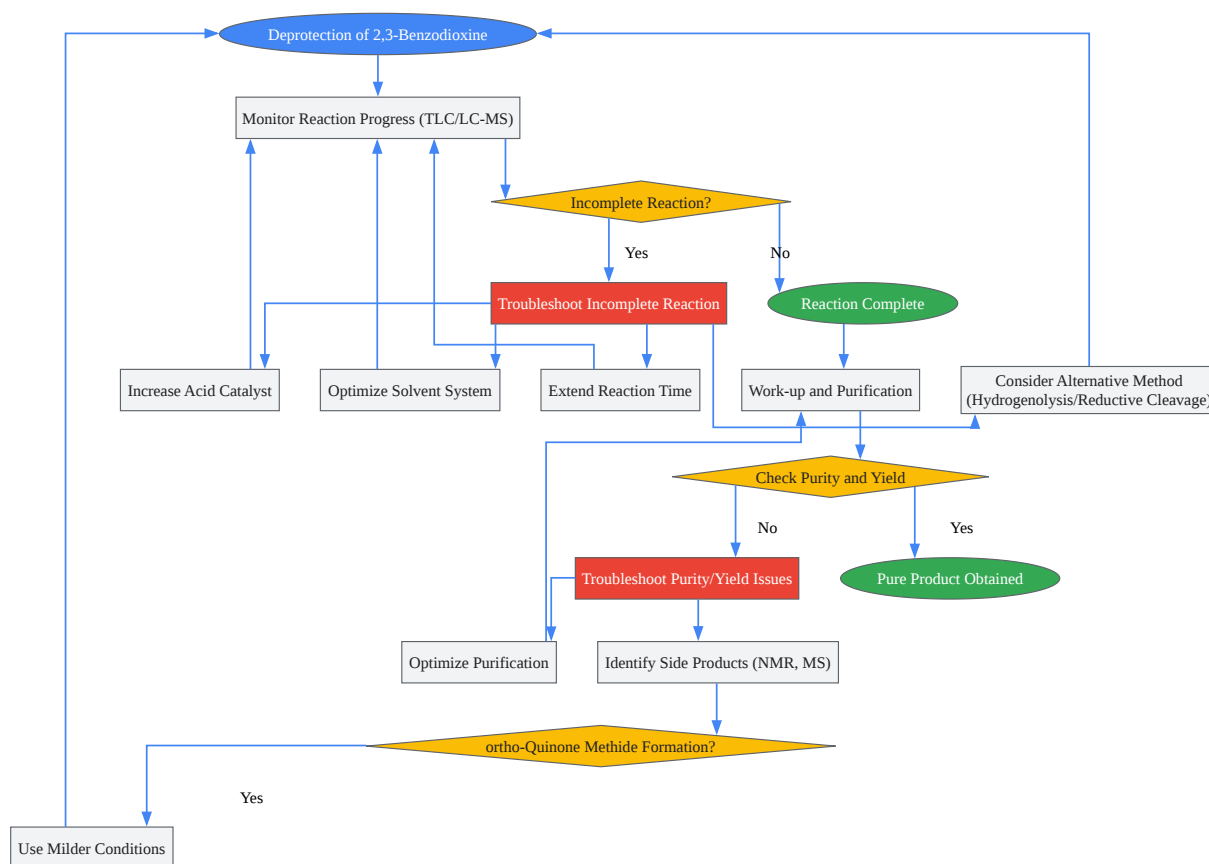 Deprotection of 2,3-Benzodioxine
Monitor Reaction Progress (TLC/LC-MS)
Incomplete Reaction?
Yes
No
Troubleshoot Incomplete Reaction
Reaction Complete
Increase Acid Catalyst
Optimize Solvent System
Extend Reaction Time
Work-up and Purification
Consider Alternative Method
(Hydrogenolysis/Reductive Cleavage)
Check Purity and Yield
No
Yes
Troubleshoot Purity/Yield Issues
Pure Product Obtained
Optimize Purification
Identify Side Products (NMR, MS)
ortho-Quinone Methide Formation?
Yes
Use Milder Conditions